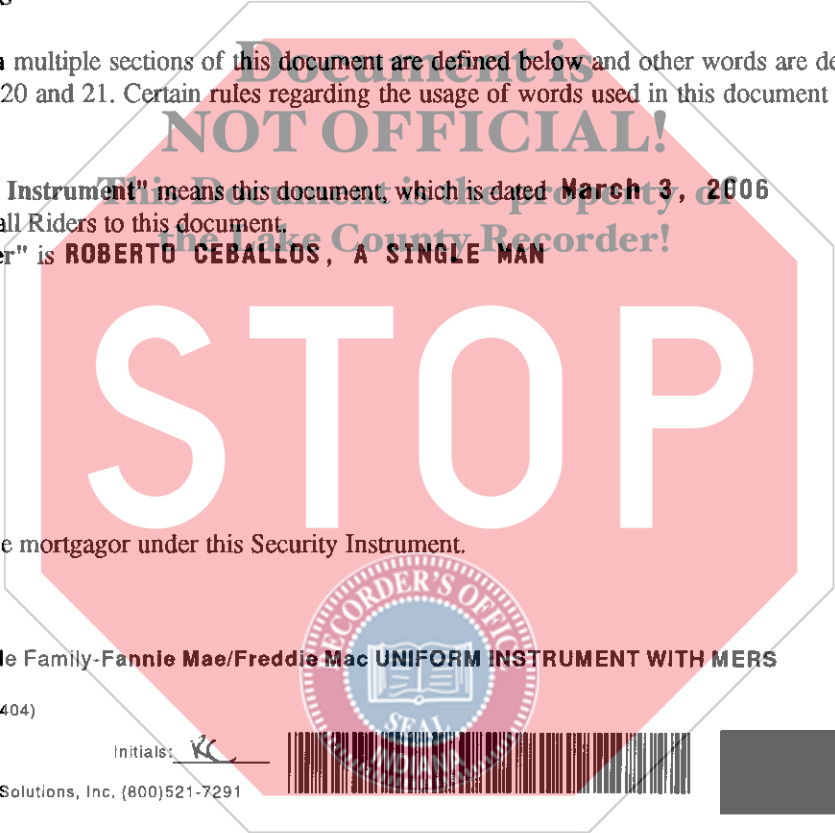 multiple sections of this document are defined below and other words are de
20 and 21. Certain rules regarding the usage of words used in this document
Instrument" means this document, which is dated March 3, 2006
all Riders to this document.
er" is ROBERTO CEBALLOS, A SINGLE MAN
e mortgagor under this Security Instrument.
le Family-Fannie Mae/Freddie Mac UNIFORM INSTRUMENT WITH MERS
404)
Initials: RC
Solutions, Inc. (800)521-7291
Document is
NOT OFFICIAL!
This Document is the property of
the Lake County Recorder!
STOP
RECORDER'S OFFICE
SEAL
INDIANA